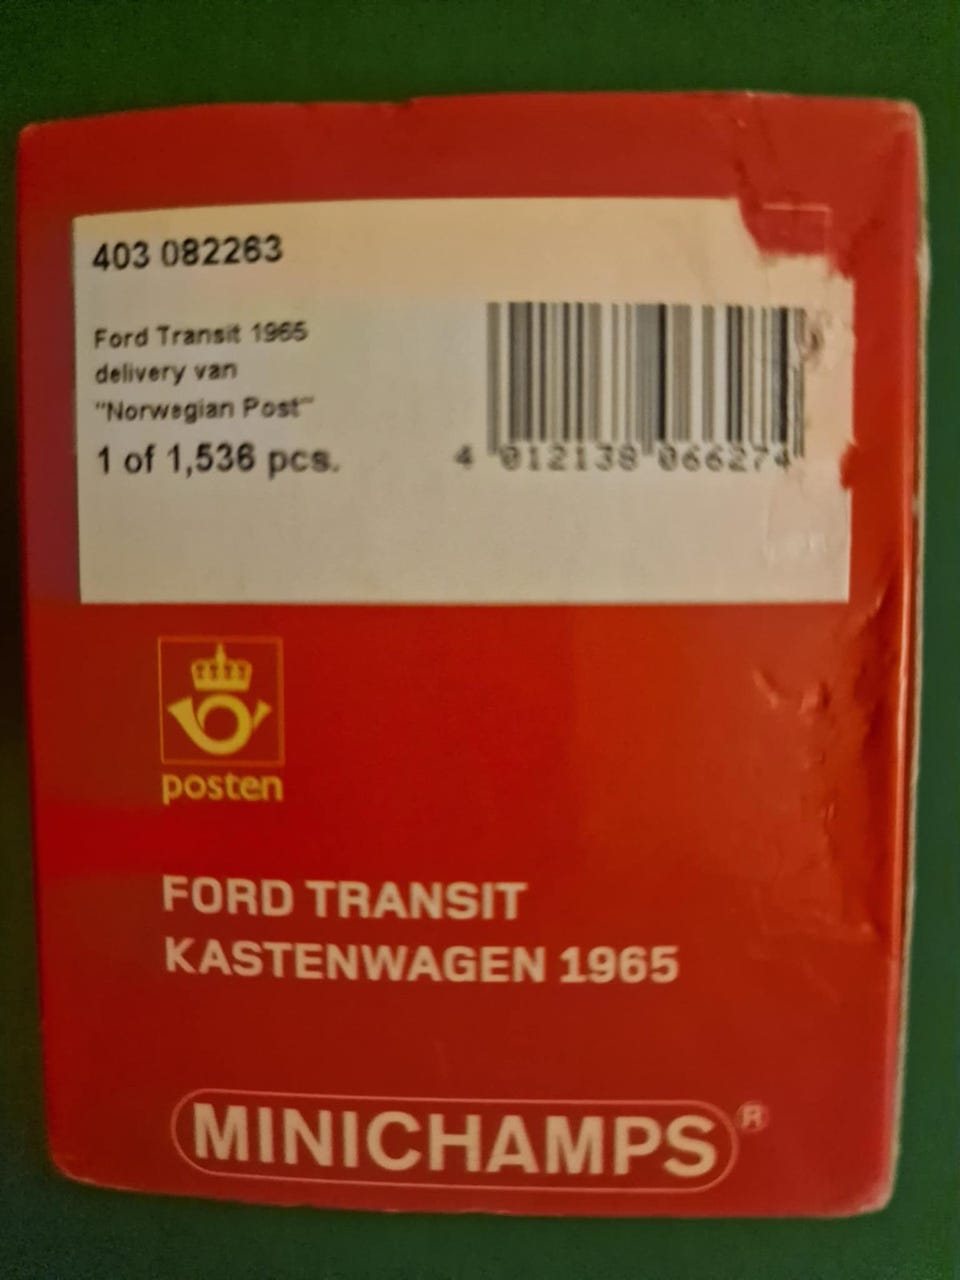 403 082263
Ford Transit 1965
delivery van
"Norwegian Post"
1 of 1,536 pcs.
4 012138 066274
posten
FORD TRANSIT
KASTENWAGEN 1965
MINICHAMPS®